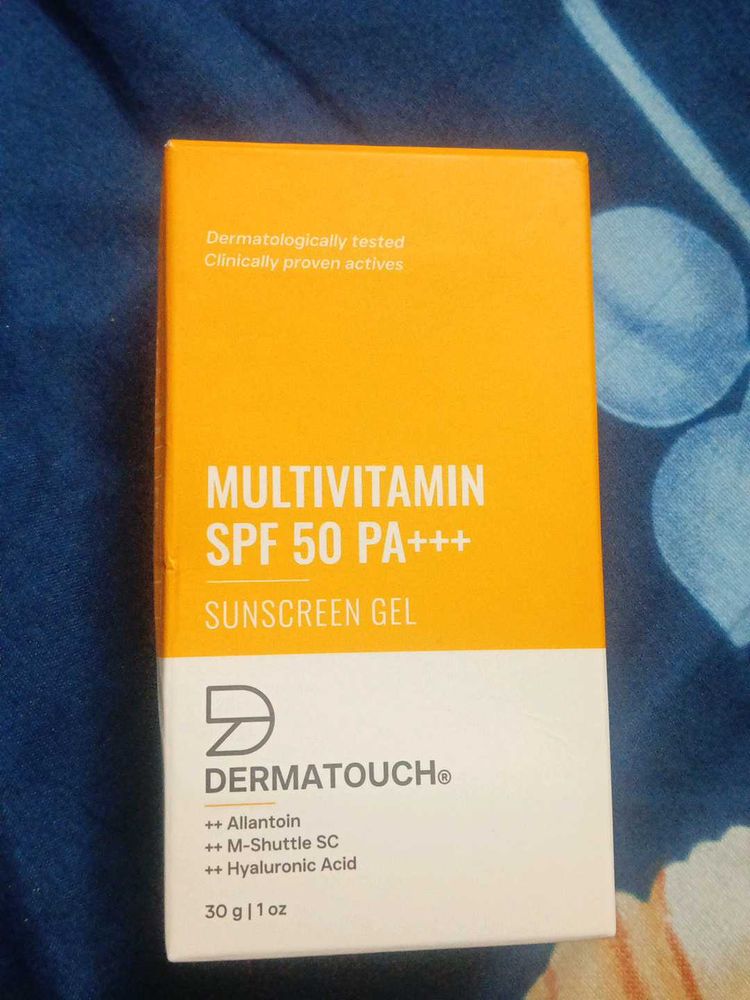 Dermatologically tested
Clinically proven actives
MULTIVITAMIN
SPF 50 PA+++
SUNSCREEN GEL
DERMATOUCH®
++ Allantoin
++ M-Shuttle SC
++ Hyaluronic Acid
30 g | 1 oz